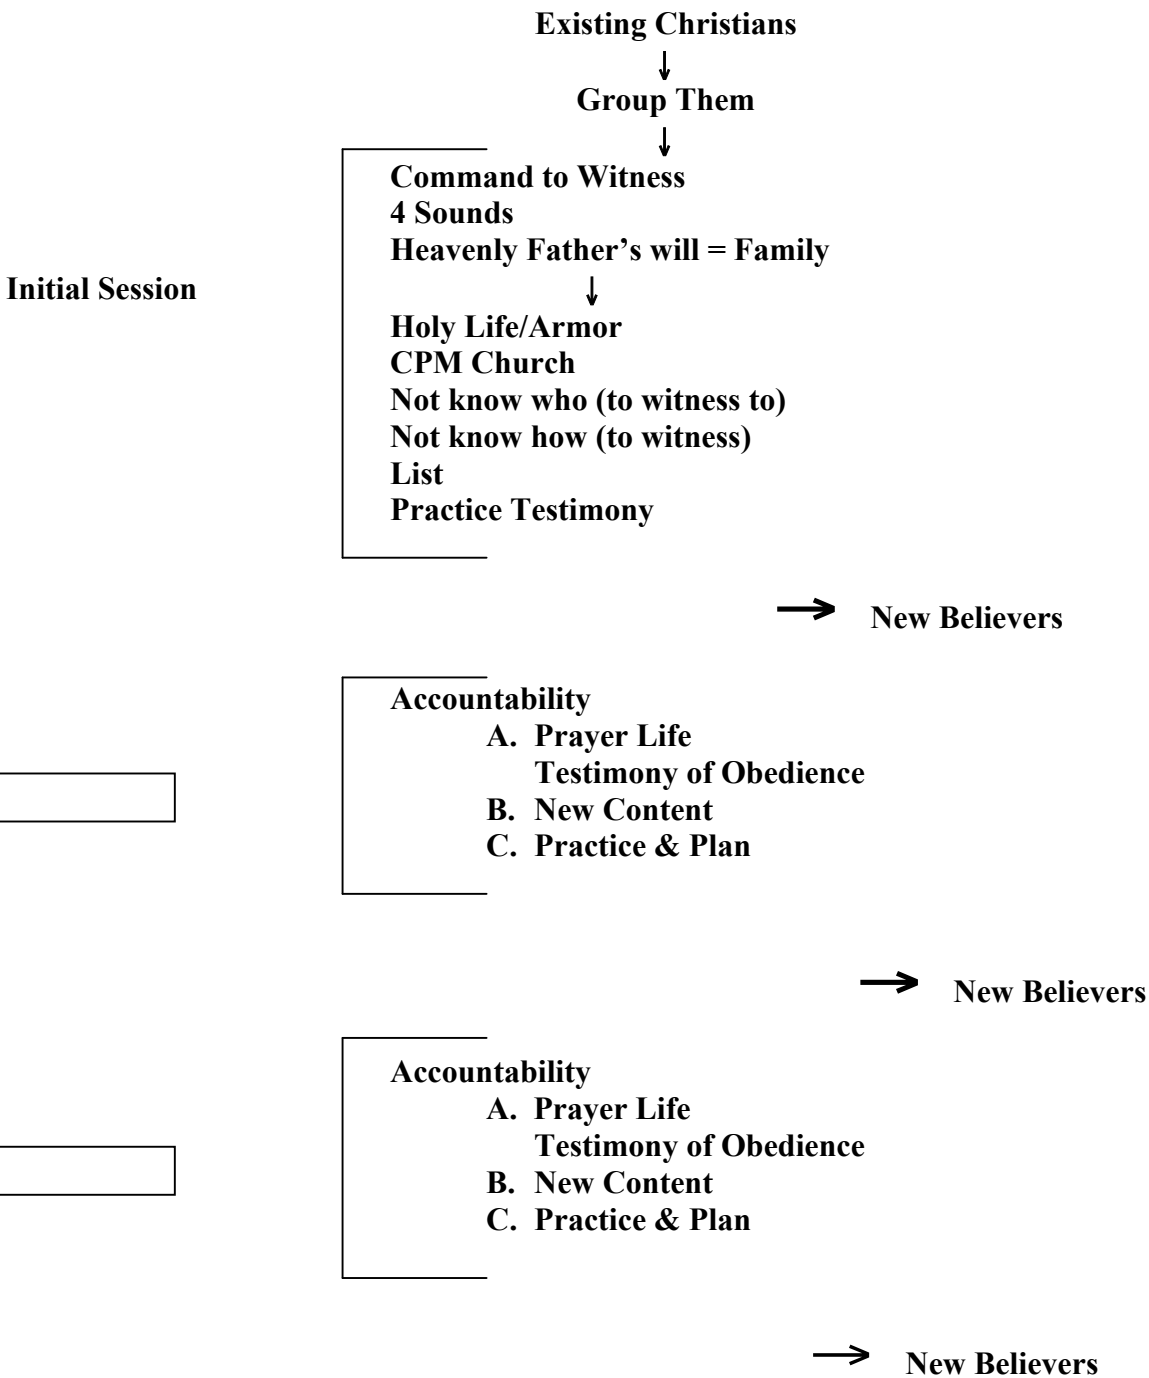 Existing Christians
Group Them
Command to Witness
4 Sounds
Heavenly Father’s will = Family
Initial Session
Holy Life/Armor
CPM Church
Not know who (to witness to)
Not know how (to witness)
List
Practice Testimony
New Believers
Accountability
A. Prayer Life
Testimony of Obedience
B. New Content
C. Practice & Plan
New Believers
Accountability
A. Prayer Life
Testimony of Obedience
B. New Content
C. Practice & Plan
New Believers